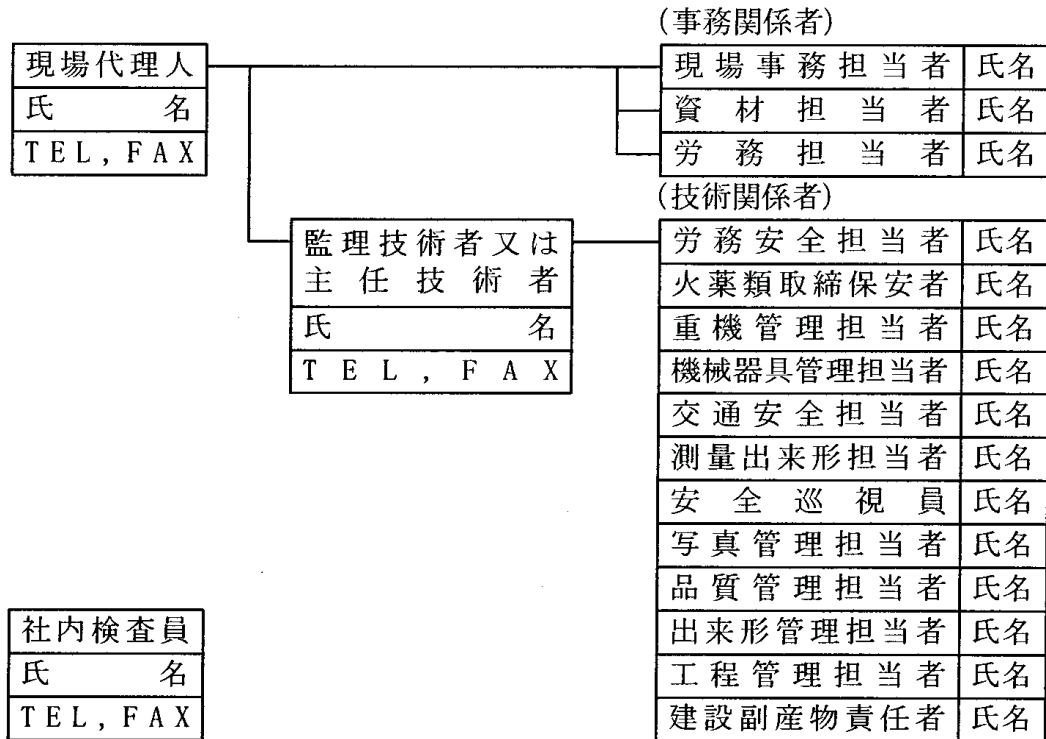 (事務関係者)
現場代理人
氏名
TEL,FAX
現場事務担当者 氏名
資材担当者 氏名
労務担当者 氏名
(技術関係者)
監理技術者又は
主任技術者
氏名
TEL,FAX
労務安全担当者 氏名
火薬類取締保安者 氏名
重機管理担当者 氏名
機械器具管理担当者 氏名
交通安全担当者 氏名
測量出来形担当者 氏名
安全巡視員 氏名
写真管理担当者 氏名
品質管理担当者 氏名
出来形管理担当者 氏名
工程管理担当者 氏名
建設副産物責任者 氏名
社内検査員
氏名
TEL,FAX